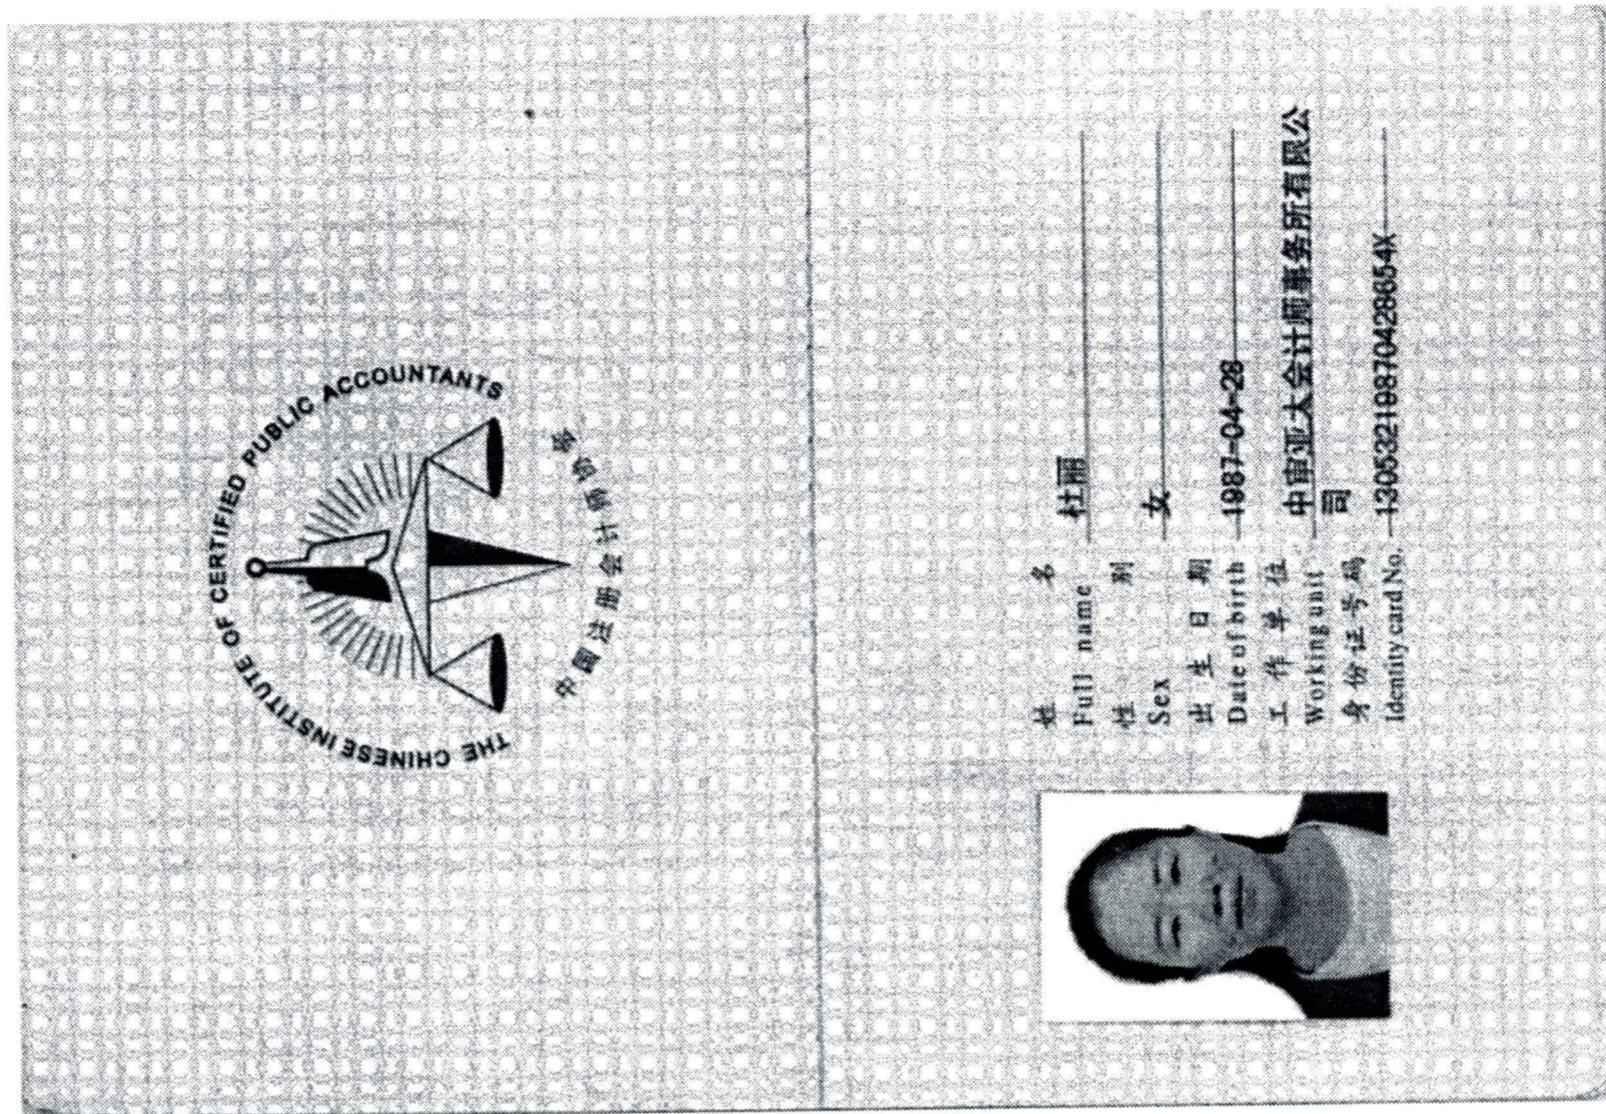 THE CHINESE INSTITUTE OF CERTIFIED PUBLIC ACCOUNTANTS
中国注册会计师协会
姓 名 杜丽
Full name
性 别 女
Sex
出 生 日 期 1987-04-28
Date of birth
工 作 单 位 中审亚太会计师事务所有限公
Working unit 司
身份证号码 13053219870428654X
Identity card No.